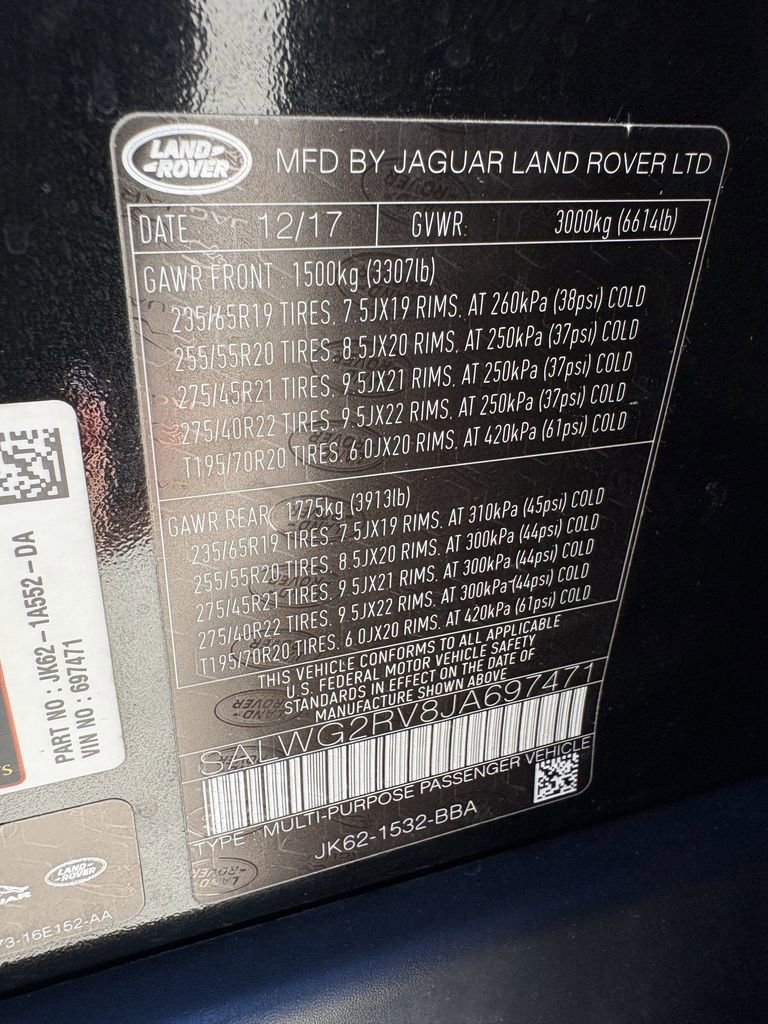 LAND-
-ROVER
MFD BY JAGUAR LAND ROVER LTD
DATE 12/17 GVWR: 3000kg (6614lb)
GAWR FRONT 1500kg (3307lb)
235/65R19 TIRES. 7.5JX19 RIMS. AT 260kPa (38psi) COLD
255/55R20 TIRES. 8.5JX20 RIMS. AT 250kPa (37psi) COLD
275/45R21 TIRES. 9.5JX21 RIMS. AT 250kPa (37psi) COLD
275/40R22 TIRES. 9.5JX22 RIMS. AT 250kPa (37psi) COLD
T195/70R20 TIRES. 6.0JX20 RIMS. AT 420kPa (61psi) COLD
GAWR REAR 1775kg (3913lb)
235/65R19 TIRES. 7.5JX19 RIMS. AT 310kPa (45psi) COLD
255/55R20 TIRES. 8.5JX20 RIMS. AT 300kPa (44psi) COLD
275/45R21 TIRES. 9.5JX21 RIMS. AT 300kPa (44psi) COLD
275/40R22 TIRES. 9.5JX22 RIMS. AT 300kPa (44psi) COLD
T195/70R20 TIRES. 6.0JX20 RIMS. AT 420kPa (61psi) COLD
THIS VEHICLE CONFORMS TO ALL APPLICABLE
U.S. FEDERAL MOTOR VEHICLE SAFETY
STANDARDS IN EFFECT ON THE DATE OF
MANUFACTURE SHOWN ABOVE
SALWG2RV8JA697471
TYPE : MULTI-PURPOSE PASSENGER VEHICLE
JK62-1532-BBA
PART NO : JK62-1A552-DA
VIN NO : 697471
LAND-
-ROVER
73-16E152-AA